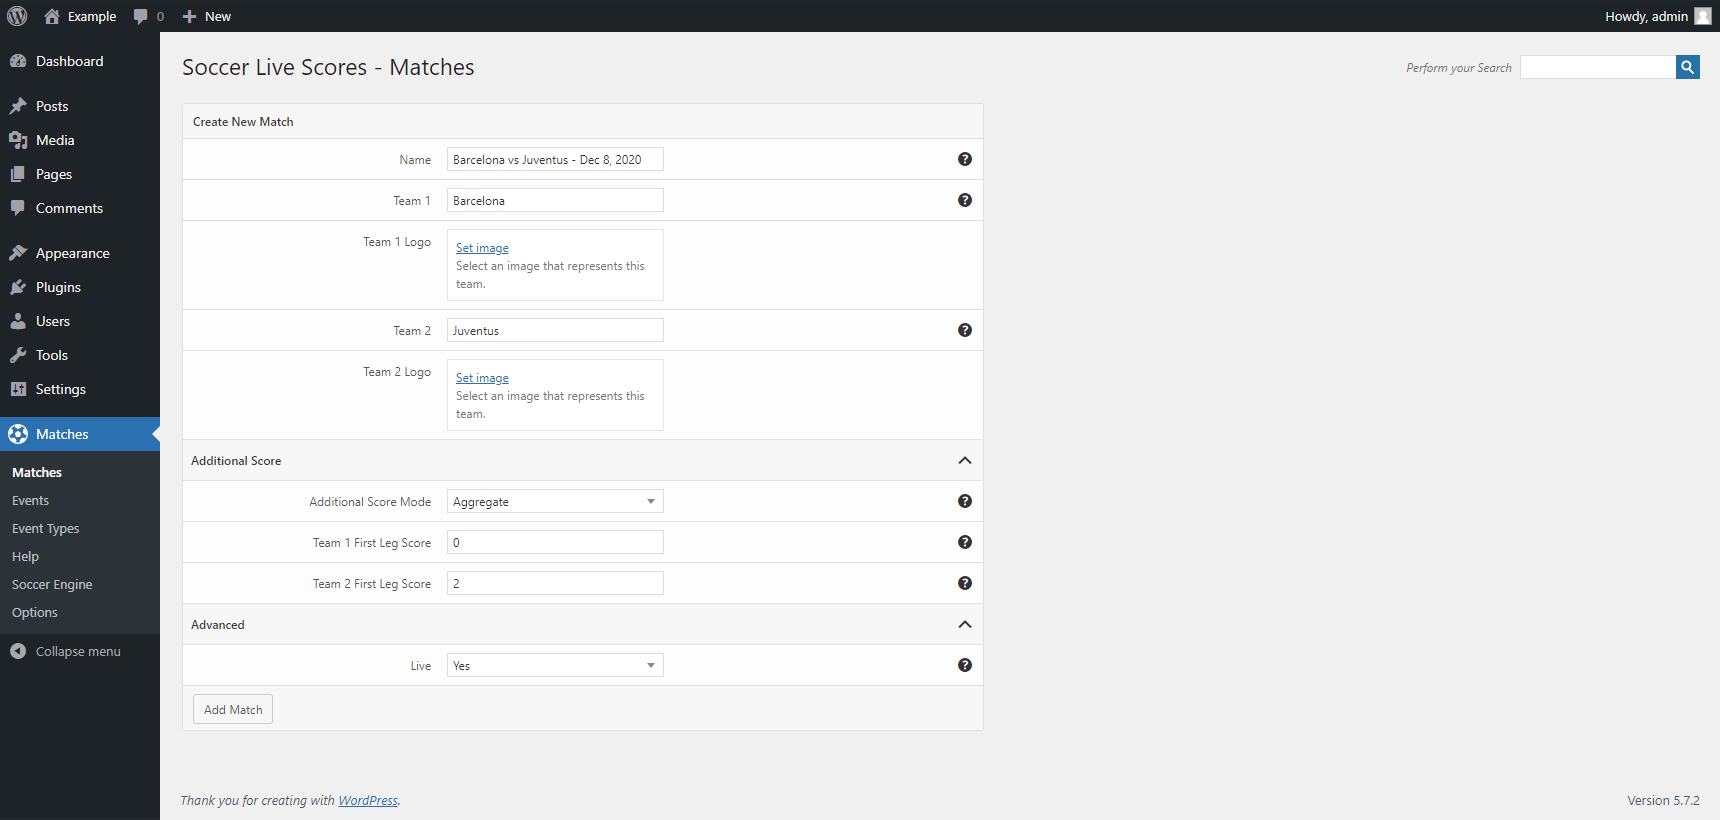 Example
0
New
Howdy, admin
Dashboard
Posts
Media
Pages
Comments
Appearance
Plugins
Users
Tools
Settings
Matches
Matches
Events
Event Types
Help
Soccer Engine
Options
Collapse menu
Soccer Live Scores - Matches
Perform your Search
Create New Match
Name
Barcelona vs Juventus - Dec 8, 2020
Team 1
Barcelona
Team 1 Logo
Set image
Select an image that represents this
team.
Team 2
Juventus
Team 2 Logo
Set image
Select an image that represents this
team.
Additional Score
Additional Score Mode
Aggregate
Team 1 First Leg Score
0
Team 2 First Leg Score
2
Advanced
Live
Yes
Add Match
Thank you for creating with WordPress.
Version 5.7.2